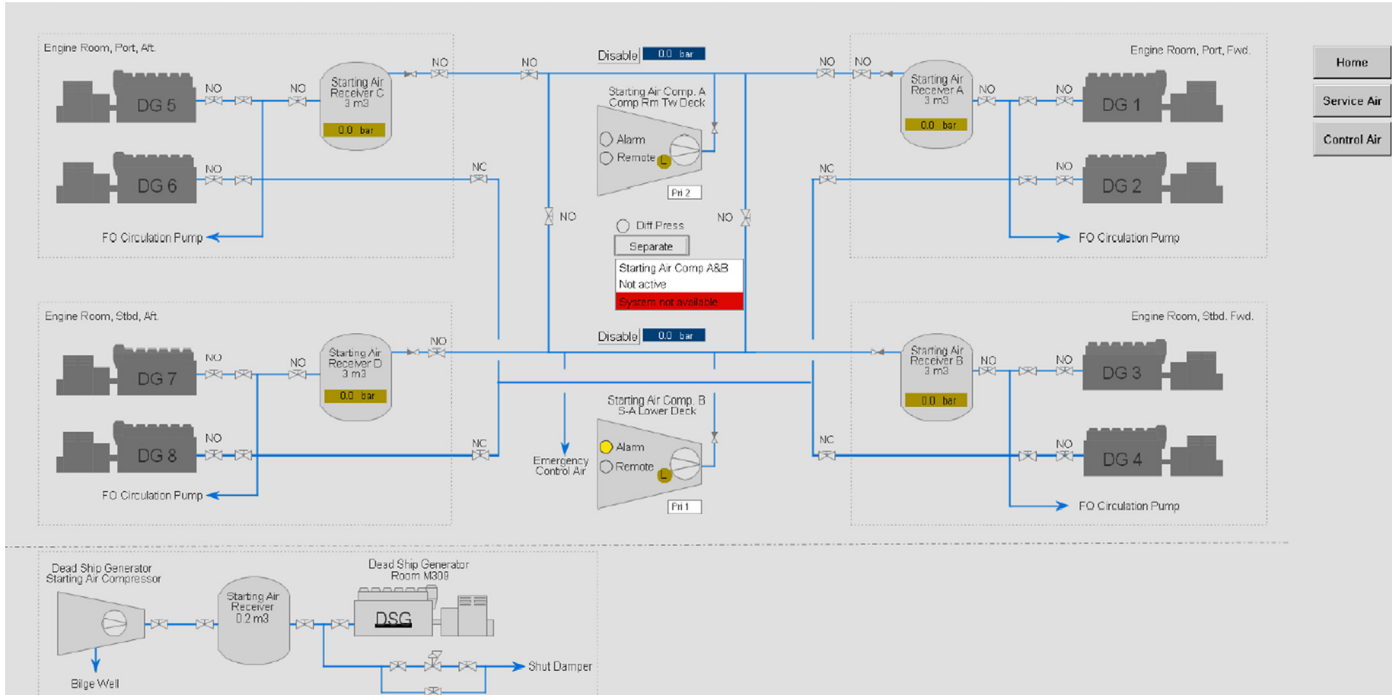 Engine Room, Port, Aft.
DG 5
NO
NO
Starting Air
Receiver C
3 m3
0.0 bar
NO
NO
DG 6
NO
NC
FO Circulation Pump
Disable
0.0 bar
Starting Air Comp. A
Comp Rm Tw Deck
Alarm
Remote
L
Pri 2
NO
NO
Diff Press
Separate
Starting Air Comp A&B
Not active
System not available
Engine Room, Port, Fwd.
NO
NO
Starting Air
Receiver A
3 m3
0.0 bar
NO
NO
DG 1
NC
NO
DG 2
FO Circulation Pump
Home
Service Air
Control Air
Engine Room, Stbd, Aft.
DG 7
NO
NO
Starting Air
Receiver D
3 m3
0.0 bar
NO
DG 8
NO
NC
FO Circulation Pump
Disable
0.0 bar
Starting Air Comp. B
S-A Lower Deck
Alarm
Remote
L
Pri 1
Emergency
Control Air
Engine Room, Stbd. Fwd.
Starting Air
Receiver B
3 m3
0.0 bar
NO
NO
DG 3
NC
NO
DG 4
FO Circulation Pump
Dead Ship Generator
Starting Air Compressor
Bilge Well
Starting Air
Receiver
0.2 m3
Dead Ship Generator
Room M309
DSG
Shut Damper